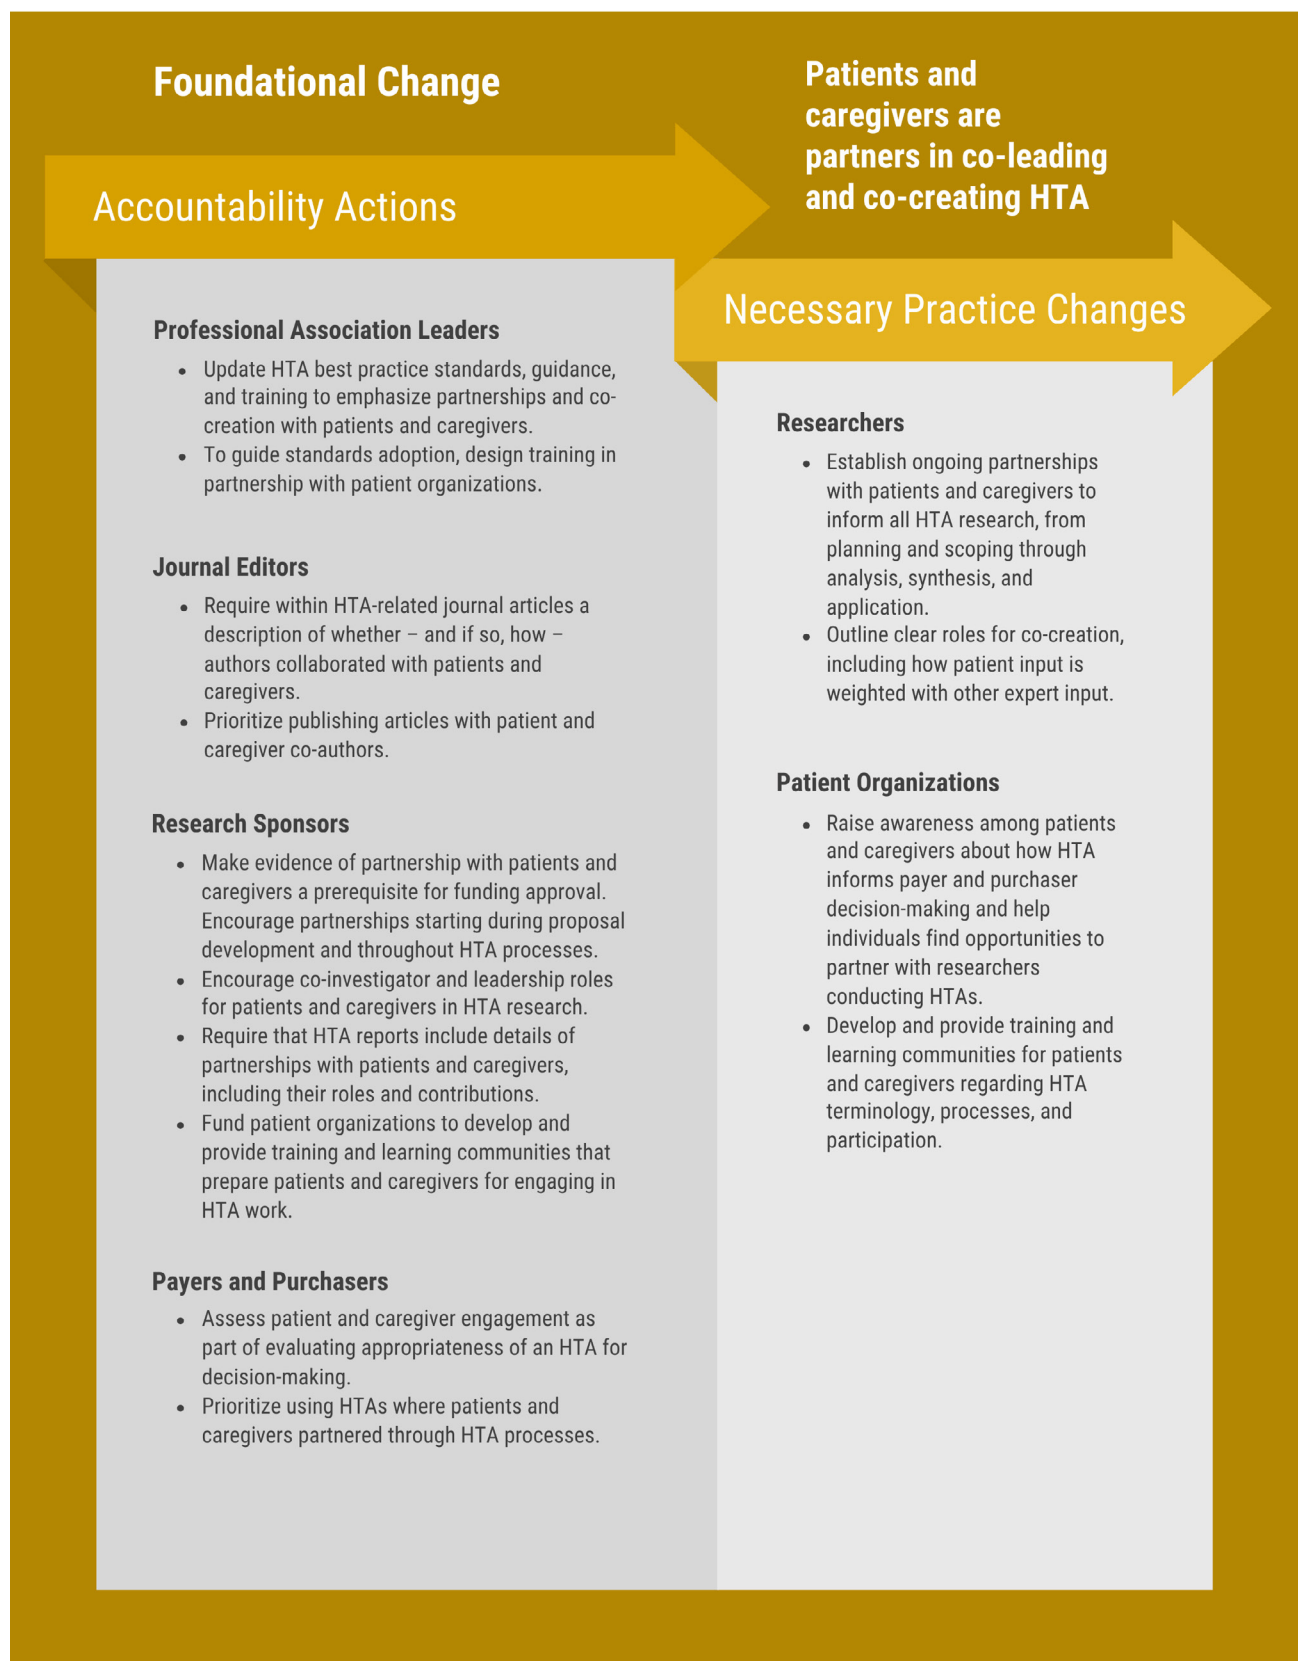 Foundational Change
Patients and
caregivers are
partners in co-leading
and co-creating HTA
Accountability Actions
Necessary Practice Changes
Professional Association Leaders
• Update HTA best practice standards, guidance,
and training to emphasize partnerships and co-
creation with patients and caregivers.
• To guide standards adoption, design training in
partnership with patient organizations.
Journal Editors
• Require within HTA-related journal articles a
description of whether – and if so, how –
authors collaborated with patients and
caregivers.
• Prioritize publishing articles with patient and
caregiver co-authors.
Research Sponsors
• Make evidence of partnership with patients and
caregivers a prerequisite for funding approval.
Encourage partnerships starting during proposal
development and throughout HTA processes.
• Encourage co-investigator and leadership roles
for patients and caregivers in HTA research.
• Require that HTA reports include details of
partnerships with patients and caregivers,
including their roles and contributions.
• Fund patient organizations to develop and
provide training and learning communities that
prepare patients and caregivers for engaging in
HTA work.
Payers and Purchasers
• Assess patient and caregiver engagement as
part of evaluating appropriateness of an HTA for
decision-making.
• Prioritize using HTAs where patients and
caregivers partnered through HTA processes.
Researchers
• Establish ongoing partnerships
with patients and caregivers to
inform all HTA research, from
planning and scoping through
analysis, synthesis, and
application.
• Outline clear roles for co-creation,
including how patient input is
weighted with other expert input.
Patient Organizations
• Raise awareness among patients
and caregivers about how HTA
informs payer and purchaser
decision-making and help
individuals find opportunities to
partner with researchers
conducting HTAs.
• Develop and provide training and
learning communities for patients
and caregivers regarding HTA
terminology, processes, and
participation.